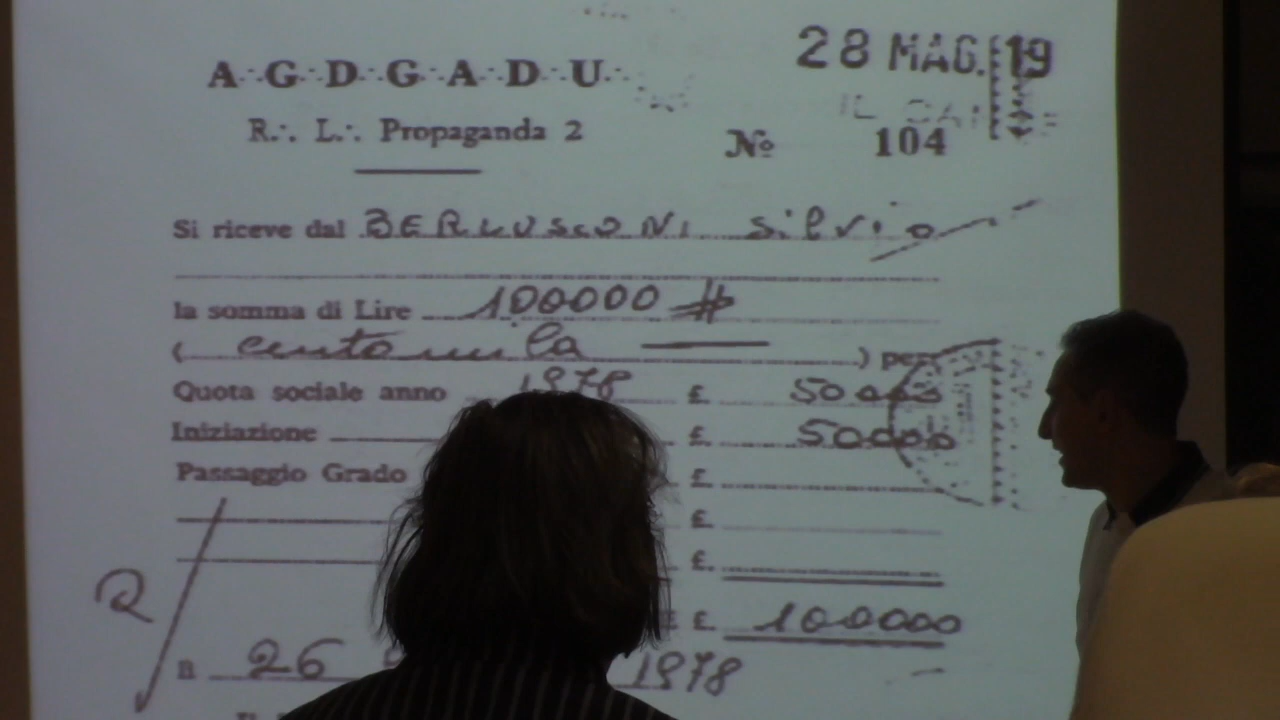 A∴G∴D∴G∴A∴D∴U∴
28 MAG. 19
R∴ L∴ Propaganda 2
Nº 104
Si riceve dal BERLUSCONI Silvio
la somma di Lire 100000 #
( centomila ) per
Quota sociale anno 1978 £ 50000
Iniziazione £ 50000
Passaggio Grado £
£
£
£ 100000
26 1978